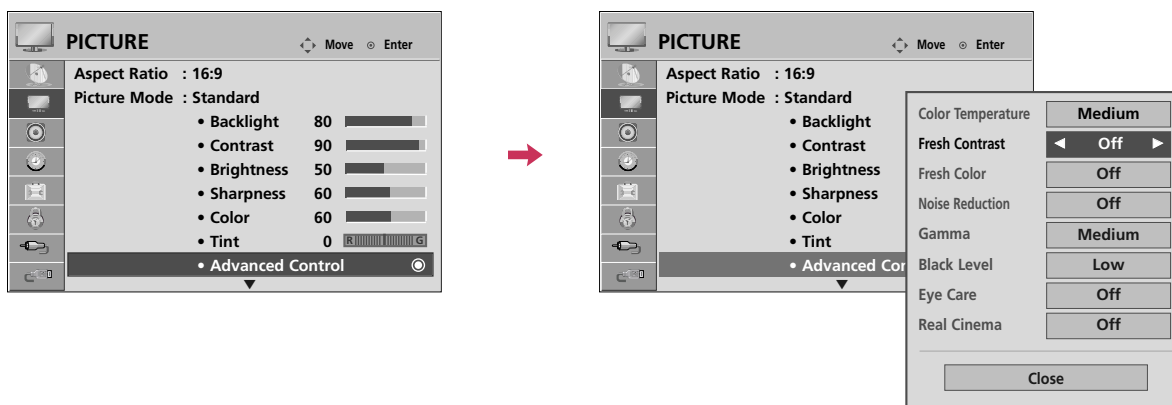 PICTURE Move Enter
Aspect Ratio : 16:9
Picture Mode : Standard
• Backlight 80
• Contrast 90
• Brightness 50
• Sharpness 60
• Color 60
• Tint 0 R G
• Advanced Control
PICTURE Move Enter
Aspect Ratio : 16:9
Picture Mode : Standard
• Backlight
• Contrast
• Brightness
• Sharpness
• Color
• Tint
• Advanced Con
Color Temperature Medium
Fresh Contrast Off
Fresh Color Off
Noise Reduction Off
Gamma Medium
Black Level Low
Eye Care Off
Real Cinema Off
Close